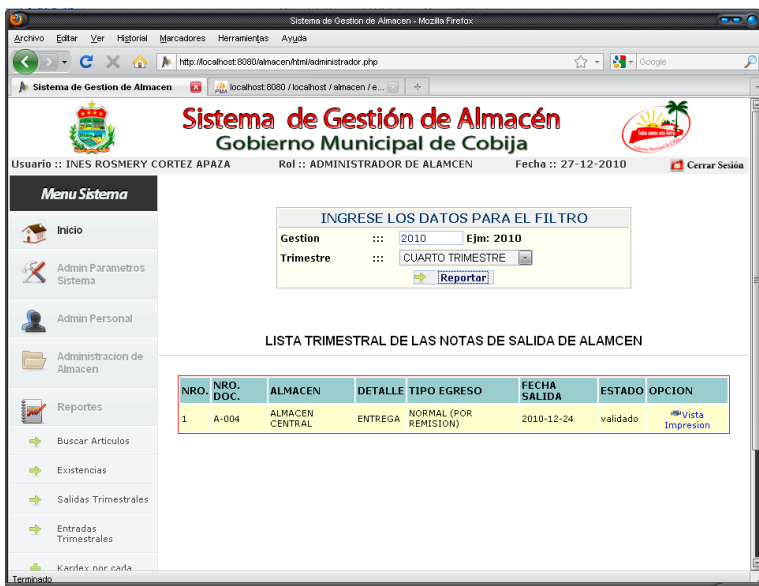 Sistema de Gestion de Almacen - Mozilla Firefox
Archivo Editar Ver Historial Marcadores Herramientas Ayuda
http://localhost:8080/almacen/html/administrador.php
Google
Sistema de Gestion de Almacen
localhost:8080 / localhost / almacen / e...
Sistema de Gestión de Almacén
Gobierno Municipal de Cobija
Usuario :: INES ROSMERY CORTEZ APAZA Rol :: ADMINISTRADOR DE ALAMCEN Fecha :: 27-12-2010 Cerrar Sesión
Menu Sistema
Inicio
Admin Parametros
Sistema
Admin Personal
Administracion de
Almacen
Reportes
Buscar Articulos
Existencias
Salidas Trimestrales
Entradas
Trimestrales
Kardex por cada
INGRESE LOS DATOS PARA EL FILTRO
Gestion ::: 2010 Ejm: 2010
Trimestre ::: CUARTO TRIMESTRE
Reportar
LISTA TRIMESTRAL DE LAS NOTAS DE SALIDA DE ALAMCEN
NRO. NRO. DOC. ALMACEN DETALLE TIPO EGRESO FECHA SALIDA ESTADO OPCION
1 A-004 ALMACEN CENTRAL ENTREGA NORMAL (POR REMISION) 2010-12-24 validado Vista Impresion
Terminado